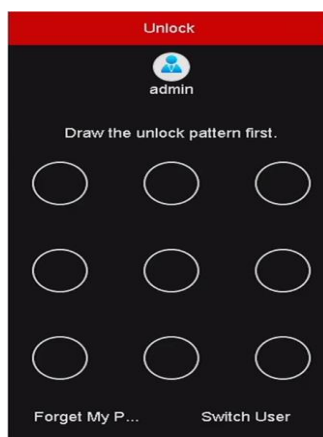 Unlock
admin
Draw the unlock pattern first.
Forget My P...
Switch User